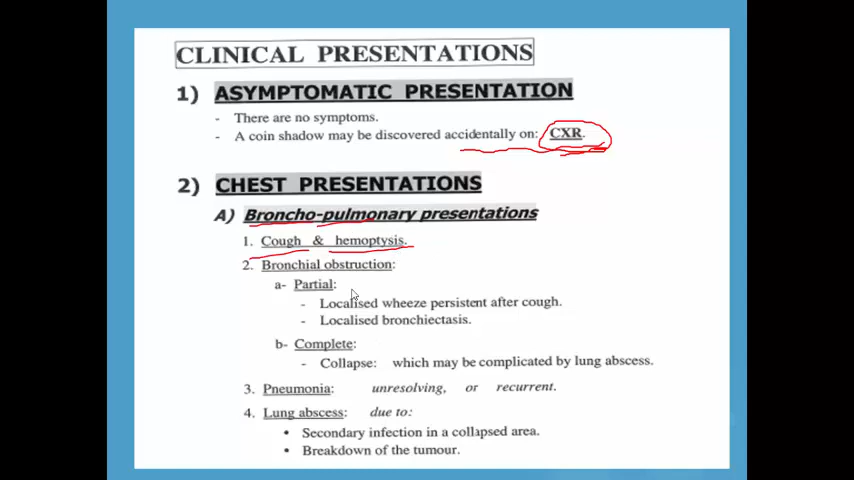 CLINICAL PRESENTATIONS
1) ASYMPTOMATIC PRESENTATION
- There are no symptoms.
- A coin shadow may be discovered accidentally on: CXR.
2) CHEST PRESENTATIONS
A) Broncho-pulmonary presentations
1. Cough & hemoptysis.
2. Bronchial obstruction:
a- Partial:
- Localised wheeze persistent after cough.
- Localised bronchiectasis.
b- Complete:
- Collapse: which may be complicated by lung abscess.
3. Pneumonia: unresolving, or recurrent.
4. Lung abscess: due to:
• Secondary infection in a collapsed area.
• Breakdown of the tumour.